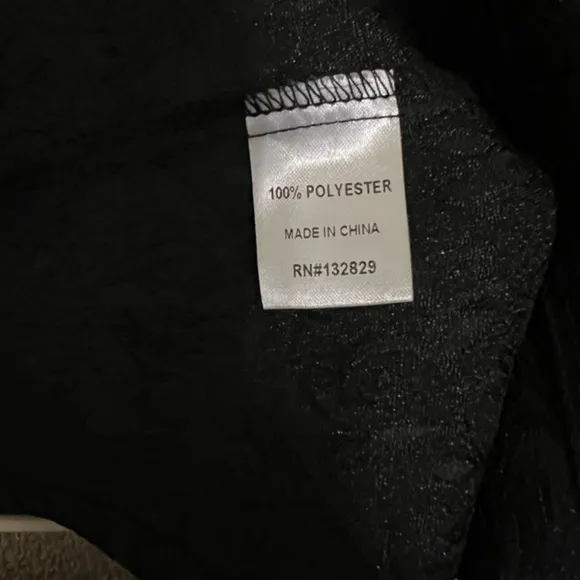 100% POLYESTER
MADE IN CHINA
RN#132829